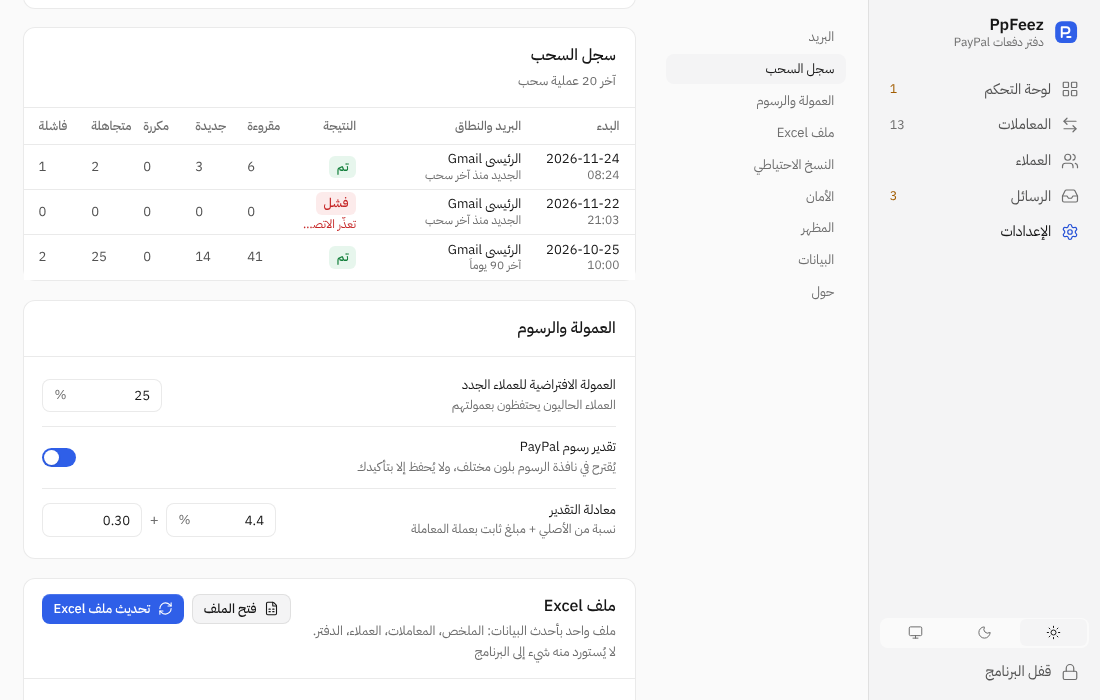 PpFeez
دفتر دفعات PayPal
لوحة التحكم 1
المعاملات 13
العملاء
الرسائل 3
الإعدادات
قفل البرنامج
البريد
سجل السحب
العمولة والرسوم
ملف Excel
النسخ الاحتياطي
الأمان
المظهر
البيانات
حول
سجل السحب
آخر 20 عملية سحب
البدء البريد والنطاق النتيجة مقروءة جديدة مكررة متجاهلة فاشلة
2026-11-24 الرئيسي Gmail تم 6 3 0 2 1
08:24 الجديد منذ آخر سحب
2026-11-22 الرئيسي Gmail فشل 0 0 0 0 0
21:03 الجديد منذ آخر سحب تعذّر الاتصـ...
2026-10-25 الرئيسي Gmail تم 41 14 0 25 2
10:00 آخر 90 يوماً
العمولة والرسوم
العمولة الافتراضية للعملاء الجدد
العملاء الحاليون يحتفظون بعمولتهم
25 %
تقدير رسوم PayPal
يُقترح في نافذة الرسوم بلون مختلف، ولا يُحفظ إلا بتأكيدك
معادلة التقدير
نسبة من الأصلي + مبلغ ثابت بعملة المعاملة
4.4 % + 0.30
ملف Excel
فتح الملف
تحديث ملف Excel
ملف واحد بأحدث البيانات: الملخص، المعاملات، العملاء، الدفتر.
لا يُستورد منه شيء إلى البرنامج